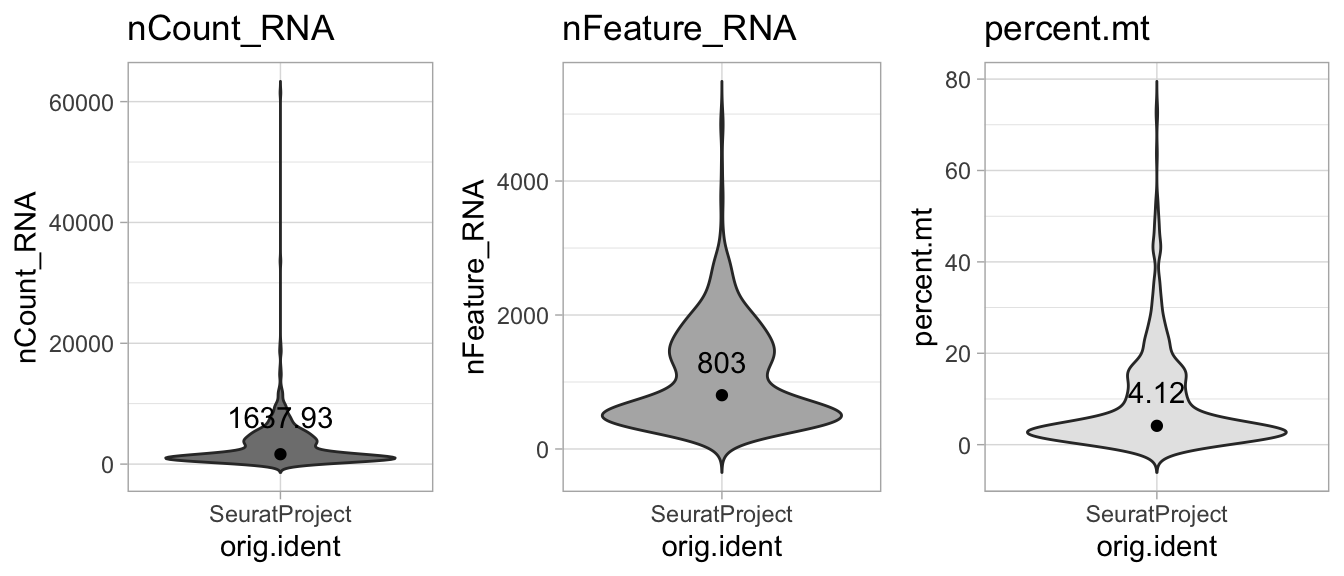 nCount_RNA
nCount_RNA
60000
40000
20000
0
1637.93
SeuratProject
orig.ident
nFeature_RNA
nFeature_RNA
4000
2000
0
803
SeuratProject
orig.ident
percent.mt
percent.mt
80
60
40
20
0
4.12
SeuratProject
orig.ident